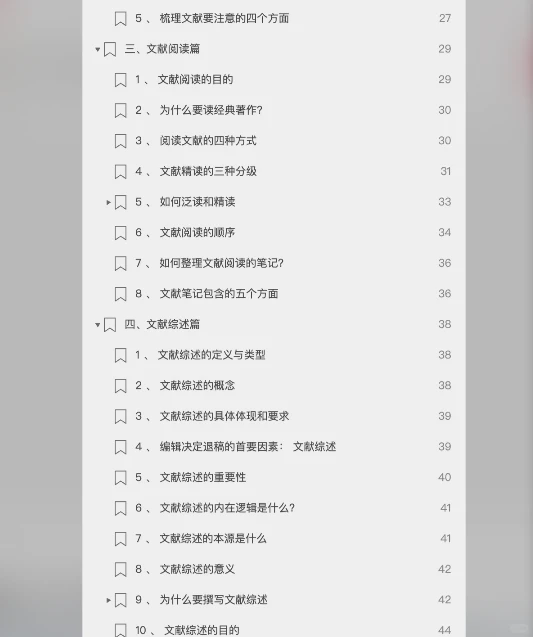 5 、 梳理文献要注意的四个方面 27
三、文献阅读篇 29
1 、 文献阅读的目的 29
2 、 为什么要读经典著作? 30
3 、 阅读文献的四种方式 30
4 、 文献精读的三种分级 31
5 、 如何泛读和精读 33
6 、 文献阅读的顺序 34
7 、 如何整理文献阅读的笔记? 36
8 、 文献笔记包含的五个方面 36
四、文献综述篇 38
1 、 文献综述的定义与类型 38
2 、 文献综述的概念 38
3 、 文献综述的具体体现和要求 39
4 、 编辑决定退稿的首要因素： 文献综述 39
5 、 文献综述的重要性 40
6 、 文献综述的内在逻辑是什么? 41
7 、 文献综述的本源是什么 41
8 、 文献综述的意义 42
9 、 为什么要撰写文献综述 42
10 、 文献综述的目的 44